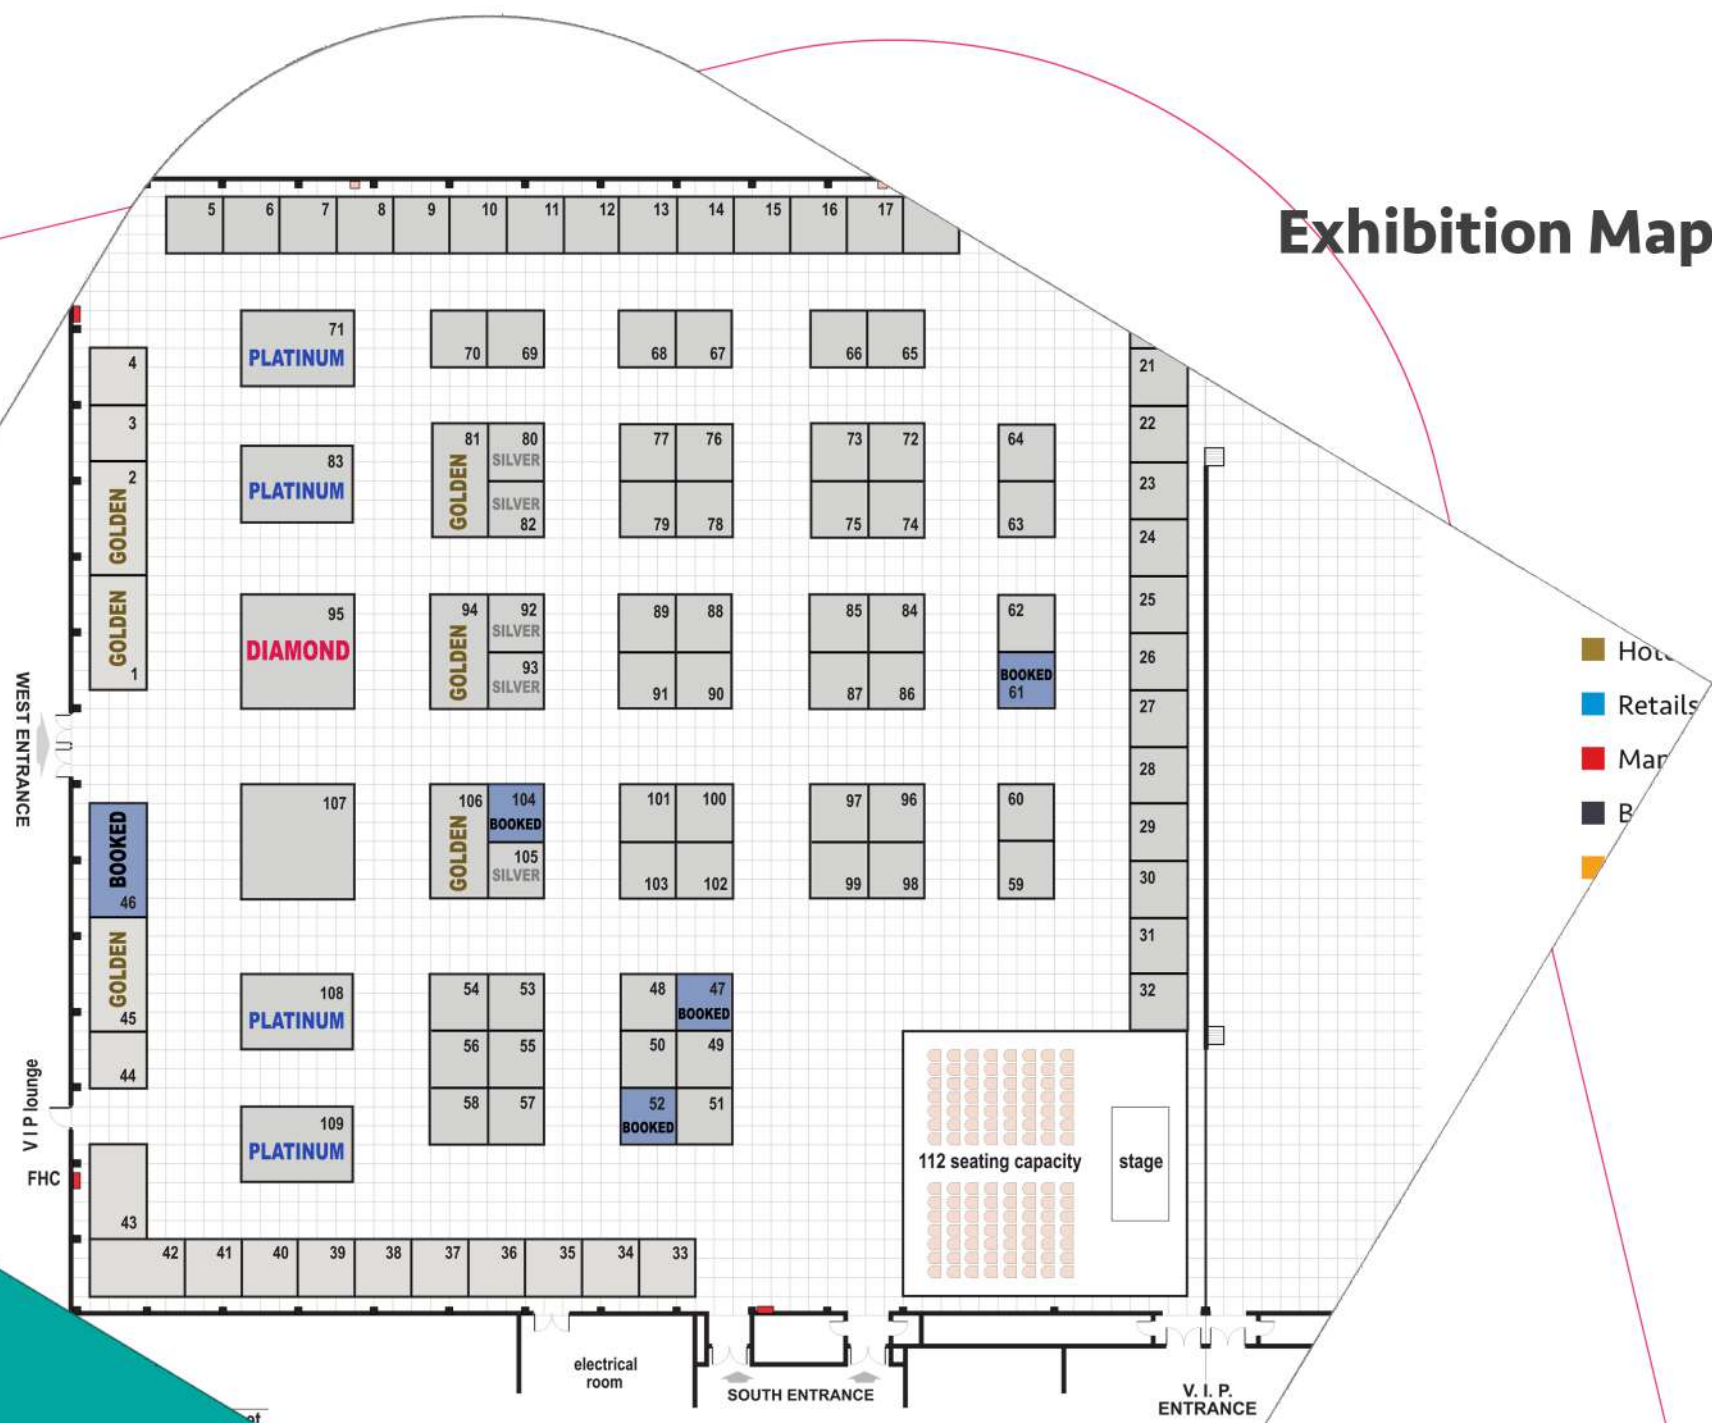 Exhibition Map
5 6 7 8 9 10 11 12 13 14 15 16 17
71
PLATINUM
70 69
68 67
66 65
4
3
2
GOLDEN
GOLDEN
1
83
PLATINUM
81
GOLDEN
80
SILVER
SILVER
82
77 76
79 78
73 72
75 74
64
63
21
22
23
24
25
26
27
28
29
30
31
32
95
DIAMOND
94
GOLDEN
92
SILVER
93
SILVER
89 88
91 90
85 84
87 86
62
BOOKED
61
Retails
WEST ENTRANCE
BOOKED
46
GOLDEN
45
44
107
106
GOLDEN
104
BOOKED
105
SILVER
101 100
103 102
97 96
99 98
60
59
108
PLATINUM
54 53
56 55
58 57
48 47
BOOKED
50 49
52 51
BOOKED
109
PLATINUM
V I P lounge
FHC
43
42 41 40 39 38 37 36 35 34 33
112 seating capacity
stage
electrical
room
SOUTH ENTRANCE
V. I. P.
ENTRANCE